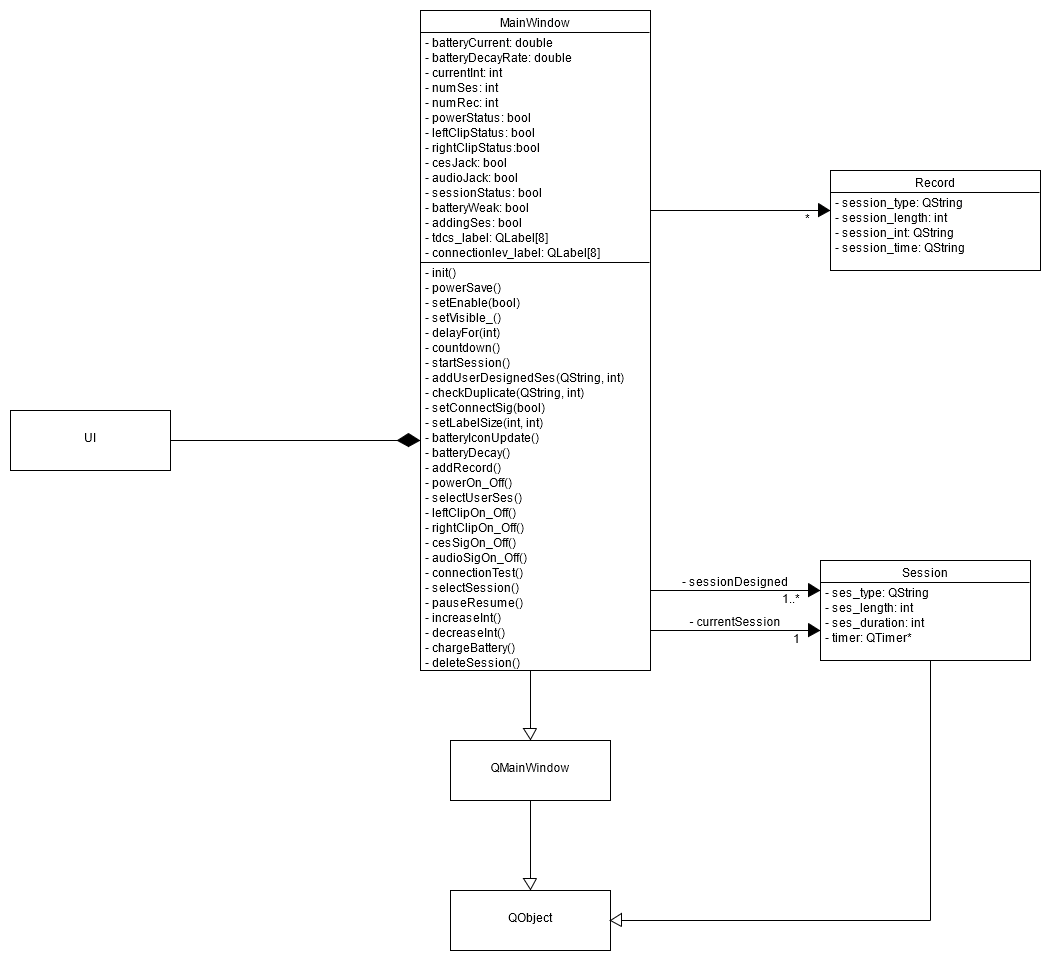 MainWindow
- batteryCurrent: double
- batteryDecayRate: double
- currentInt: int
- numSes: int
- numRec: int
- powerStatus: bool
- leftClipStatus: bool
- rightClipStatus:bool
- cesJack: bool
- audioJack: bool
- sessionStatus: bool
- batteryWeak: bool
- addingSes: bool
- tdcs_label: QLabel[8]
- connectionlev_label: QLabel[8]
- init()
- powerSave()
- setEnable(bool)
- setVisible_()
- delayFor(int)
- countdown()
- startSession()
- addUserDesignedSes(QString, int)
- checkDuplicate(QString, int)
- setConnectSig(bool)
- setLabelSize(int, int)
- batteryIconUpdate()
- batteryDecay()
- addRecord()
- powerOn_Off()
- selectUserSes()
- leftClipOn_Off()
- rightClipOn_Off()
- cesSigOn_Off()
- audioSigOn_Off()
- connectionTest()
- selectSession()
- pauseResume()
- increaseInt()
- decreaseInt()
- chargeBattery()
- deleteSession()
*
Record
- session_type: QString
- session_length: int
- session_int: QString
- session_time: QString
UI
- sessionDesigned
1..*
- currentSession
1
Session
- ses_type: QString
- ses_length: int
- ses_duration: int
- timer: QTimer*
QMainWindow
QObject